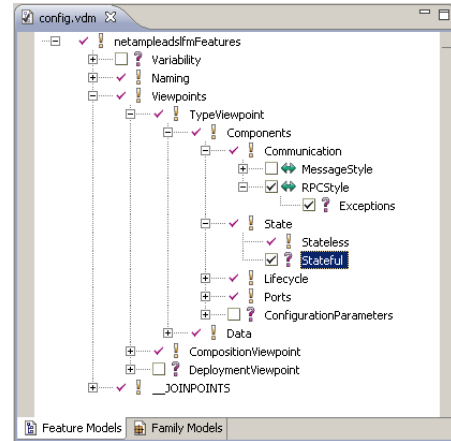 config.vdm
netampleadslfmFeatures
Variability
Naming
Viewpoints
TypeViewpoint
Components
Communication
MessageStyle
RPCStyle
Exceptions
State
Stateless
Stateful
Lifecycle
Ports
ConfigurationParameters
Data
CompositionViewpoint
DeploymentViewpoint
__JOINPOINTS
Feature Models Family Models